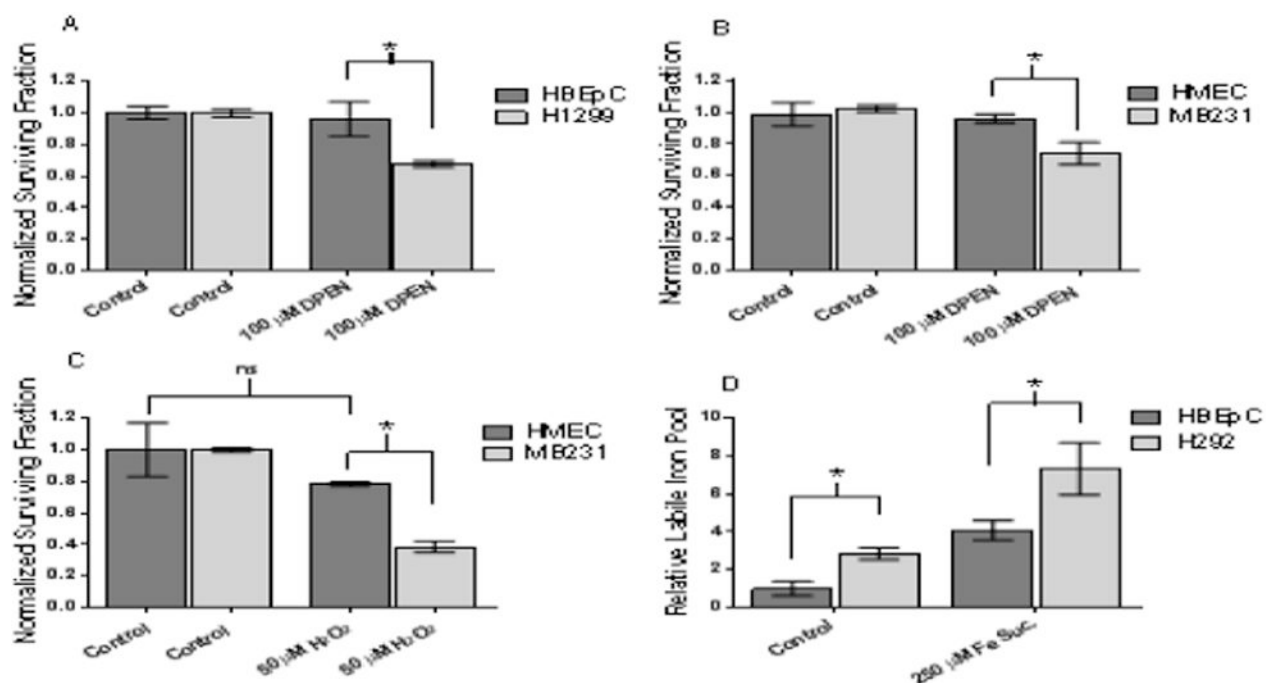 A
*
Normalized Surviving Fraction
1.2
1.0
0.8
0.6
0.4
0.2
0.0
HBEpC
H1299
Control
Control
100 µM DPEN
100 µM DPEN
B
*
Normalized Surviving Fraction
1.2
1.0
0.8
0.6
0.4
0.2
0.0
HMEC
MB231
Control
Control
100 µM DPEN
100 µM DPEN
C
ns
*
Normalized Surviving Fraction
1.2
1.0
0.8
0.6
0.4
0.2
0.0
HMEC
MB231
Control
Control
50 µM H₂O₂
50 µM H₂O₂
D
*
*
Relative Labile Iron Pool
10
8
6
4
2
0
HBEpC
H292
Control
250 µM Fe Suc.